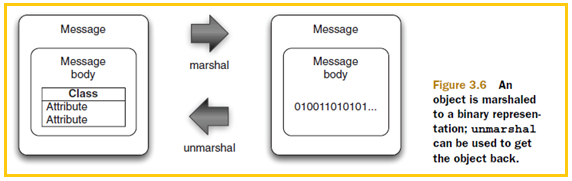 Message
Message
body
Class
Attribute
Attribute
marshal
unmarshal
Message
Message
body
010011010101...
Figure 3.6 An
object is marshaled
to a binary represen-
tation; unmarshal
can be used to get
the object back.